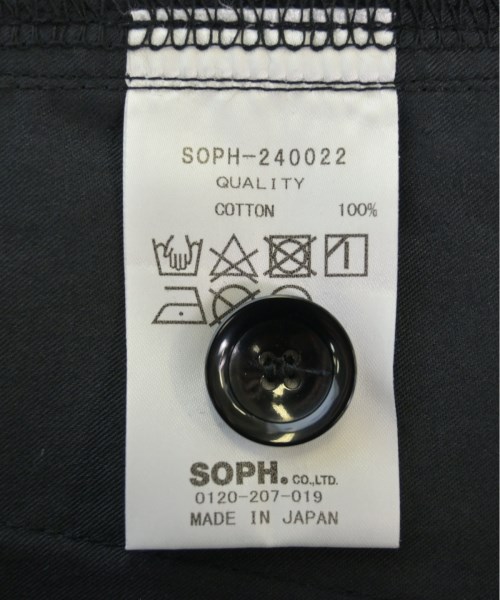 SOPH-240022
QUALITY
COTTON 100%
SOPH. CO.,LTD.
0120-207-019
MADE IN JAPAN